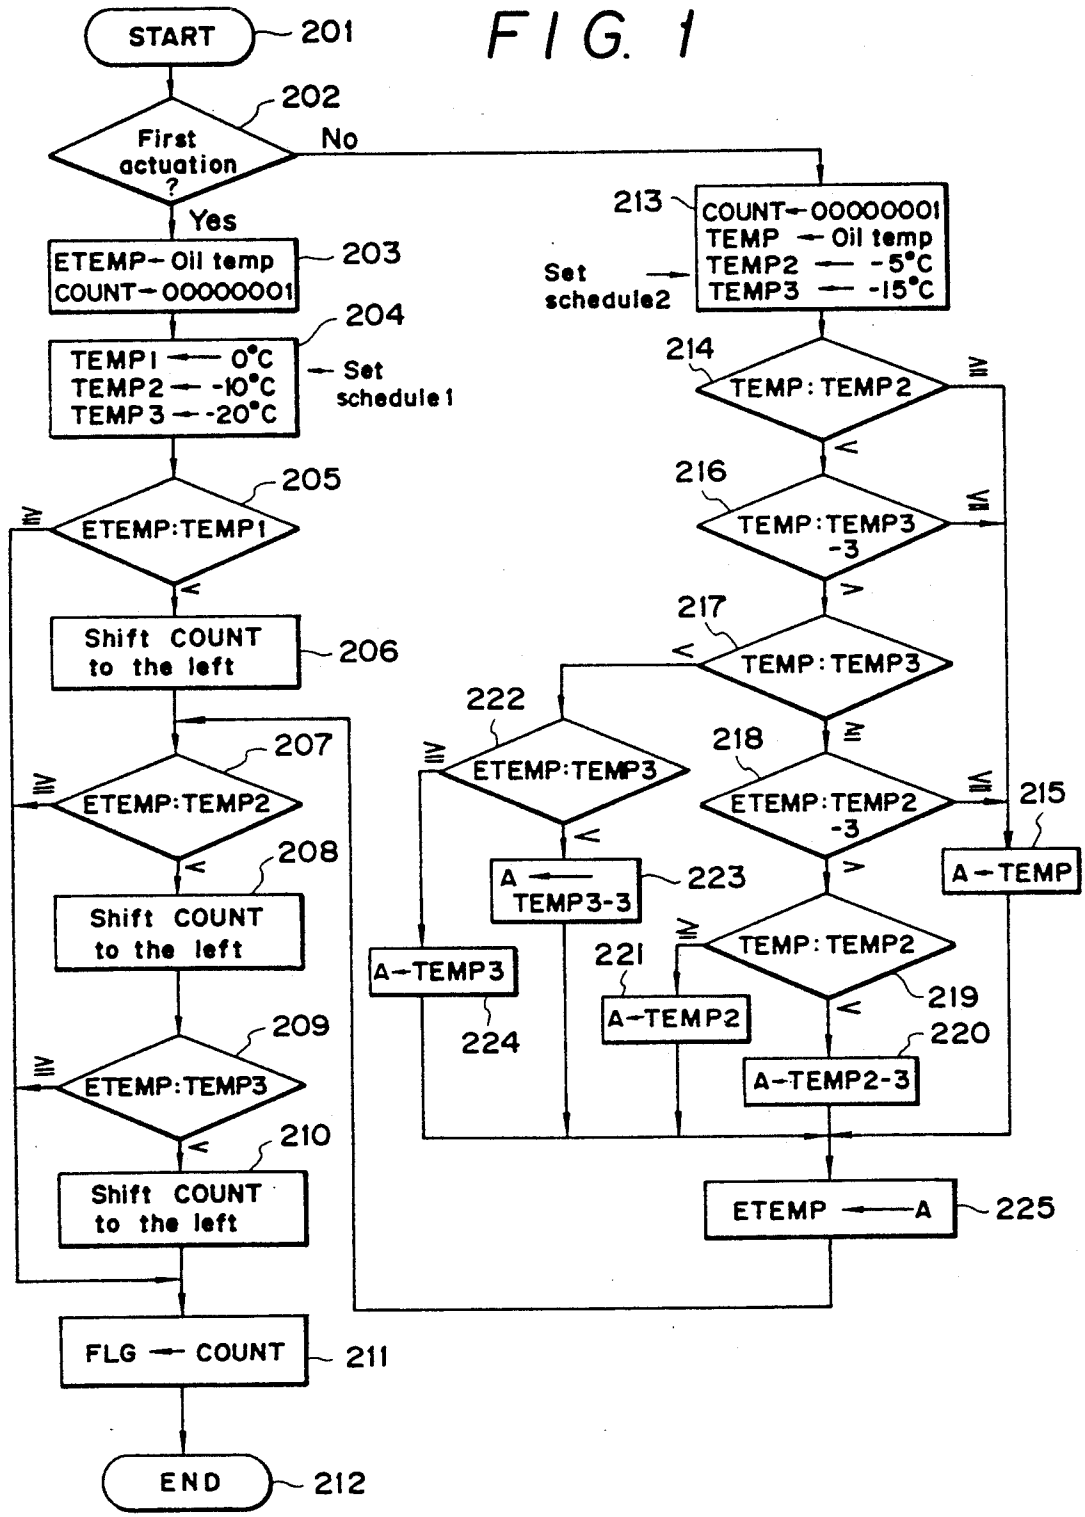 FIG. 1
START 201
202
First
actuation
?
No
Yes
ETEMP←Oil temp
COUNT←00000001
203
204
TEMP1 ← 0°C
TEMP2 ← -10°C
TEMP3 ← -20°C
← Set
schedule1
205
≧
ETEMP:TEMP1
<
Shift COUNT
to the left
206
207
≧
ETEMP:TEMP2
<
208
Shift COUNT
to the left
209
≧
ETEMP:TEMP3
<
210
Shift COUNT
to the left
FLG ← COUNT
211
END 212
213
COUNT←00000001
TEMP ← Oil temp
TEMP2 ← -5°C
TEMP3 ← -15°C
Set →
schedule2
214
TEMP:TEMP2
≧
<
216
TEMP:TEMP3
-3
≦
>
217
<
TEMP:TEMP3
≧
222
≧
ETEMP:TEMP3
<
218
ETEMP:TEMP2
-3
≦
>
215
A←TEMP
A ←
TEMP3-3
223
A←TEMP3
224
≧
TEMP:TEMP2
219
<
221
A←TEMP2
220
A←TEMP2-3
ETEMP ← A
225